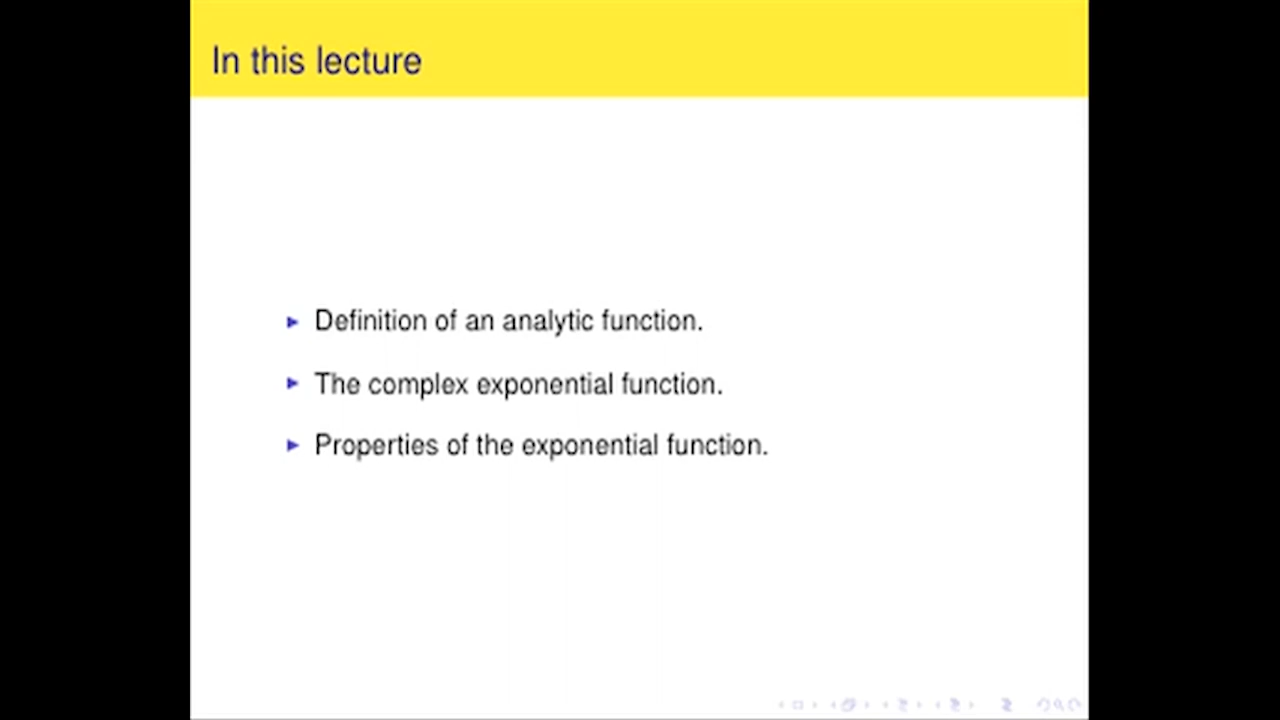 In this lecture
Definition of an analytic function.
The complex exponential function.
Properties of the exponential function.